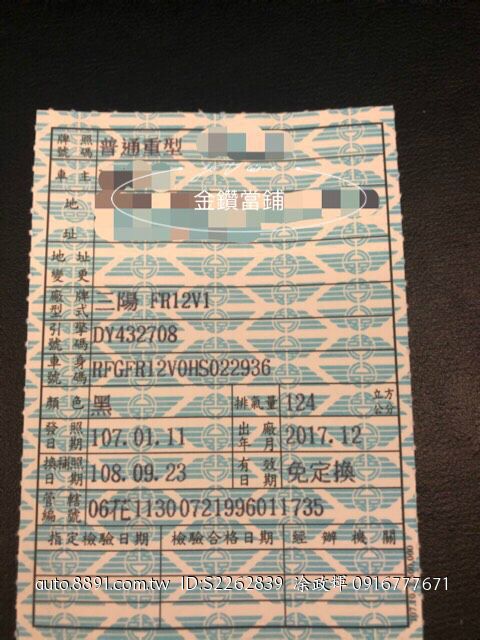 牌照號碼 普通重型
車主
地址 金鑽當鋪
地址變更
廠牌型式 三陽 FR12V1
引擎號碼 DY432708
車身號碼 RFGFR12V0HS022936
顏色 黑 排氣量 124 立方公分
發照日期 107.01.11 出廠年月 2017.12
換補照日期 108.09.23 有效日期 免定換
管轄編號 06花11300721996011735
指定檢驗日期 檢驗合格日期 經辦機關
auto.8891.com.tw ID:S2262839 涂政輝 0916777671